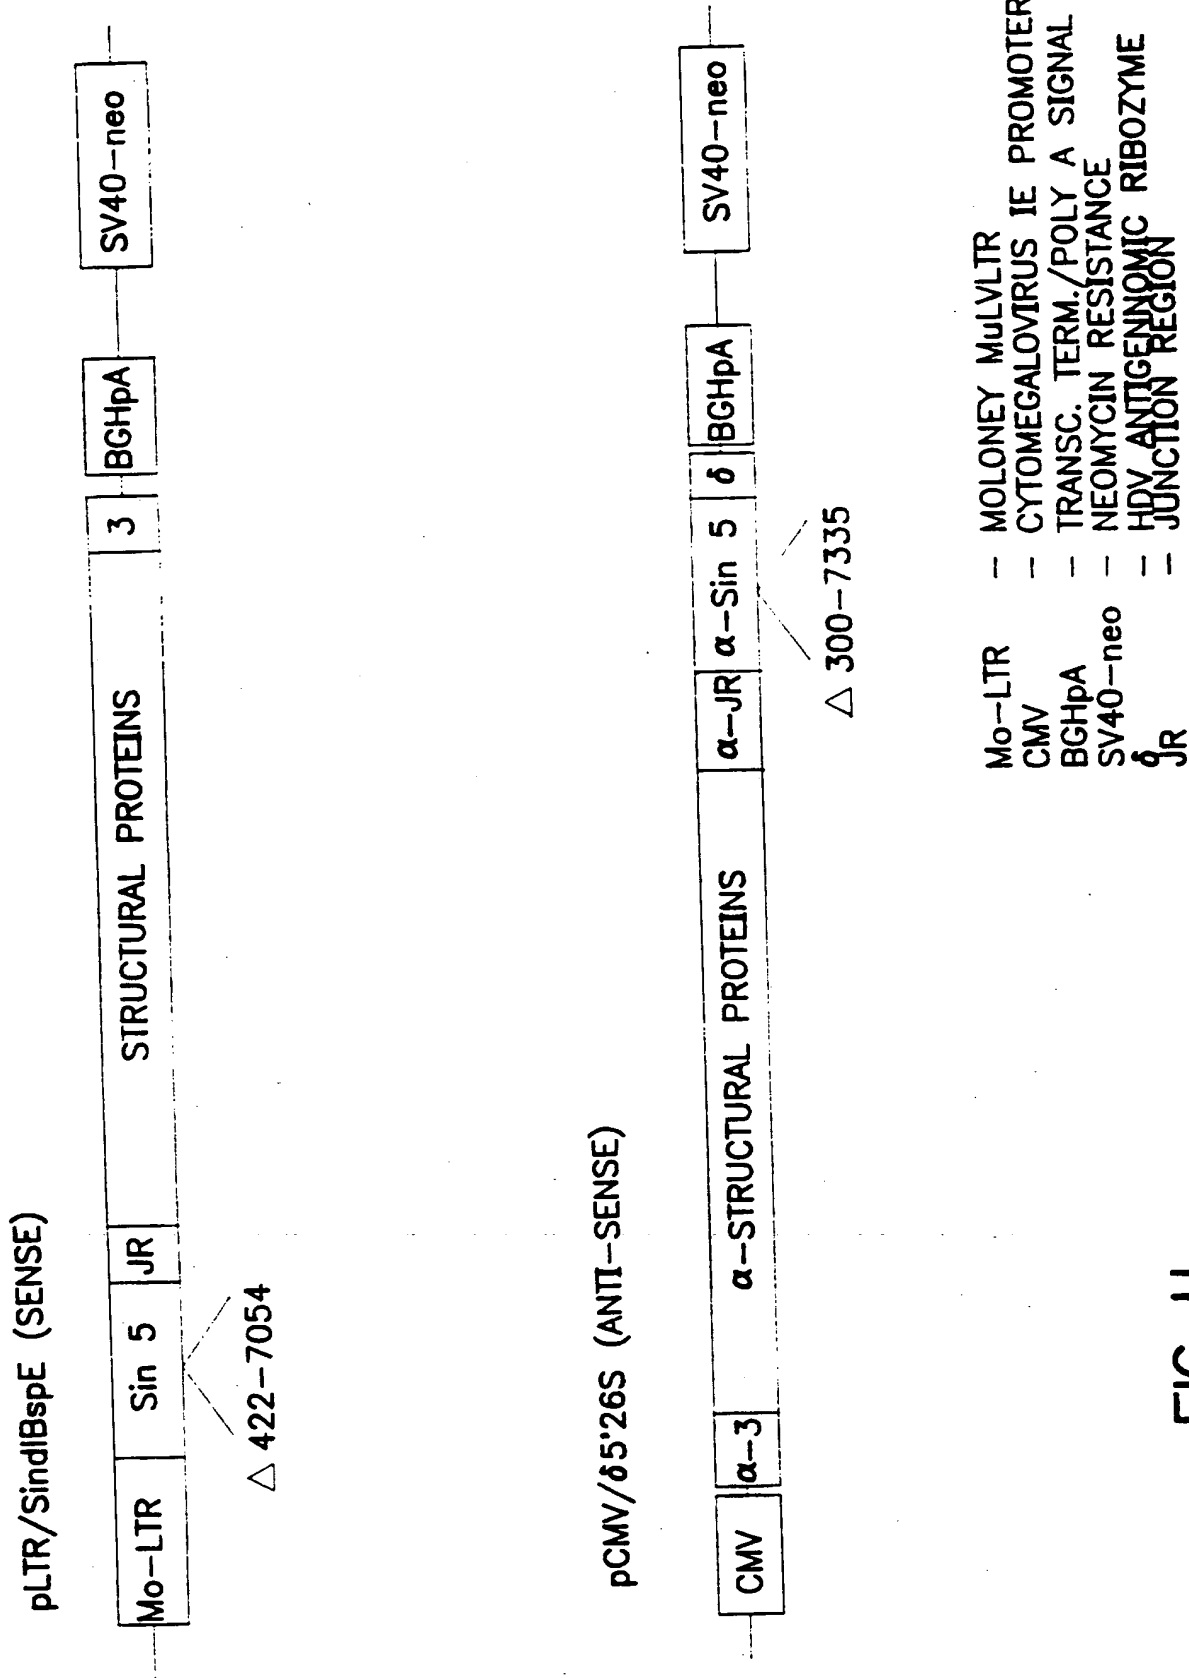 pLTR/SindlBspE (SENSE)
Mo-LTR Sin 5 JR STRUCTURAL PROTEINS 3 BGHpA SV40-neo
△ 422-7054
pCMV/δ5'26S (ANTI-SENSE)
CMV α-3 α-STRUCTURAL PROTEINS α-JR α-Sin 5 δ BGHpA SV40-neo
△ 300-7335
Mo-LTR - MOLONEY MuLVLTR
CMV - CYTOMEGALOVIRUS IE PROMOTER
BGHpA - TRANSC. TERM./POLY A SIGNAL
SV40-neo - NEOMYCIN RESISTANCE
δ - HDV ANTIGENNOMIC RIBOZYME
JR - JUNCTION REGION